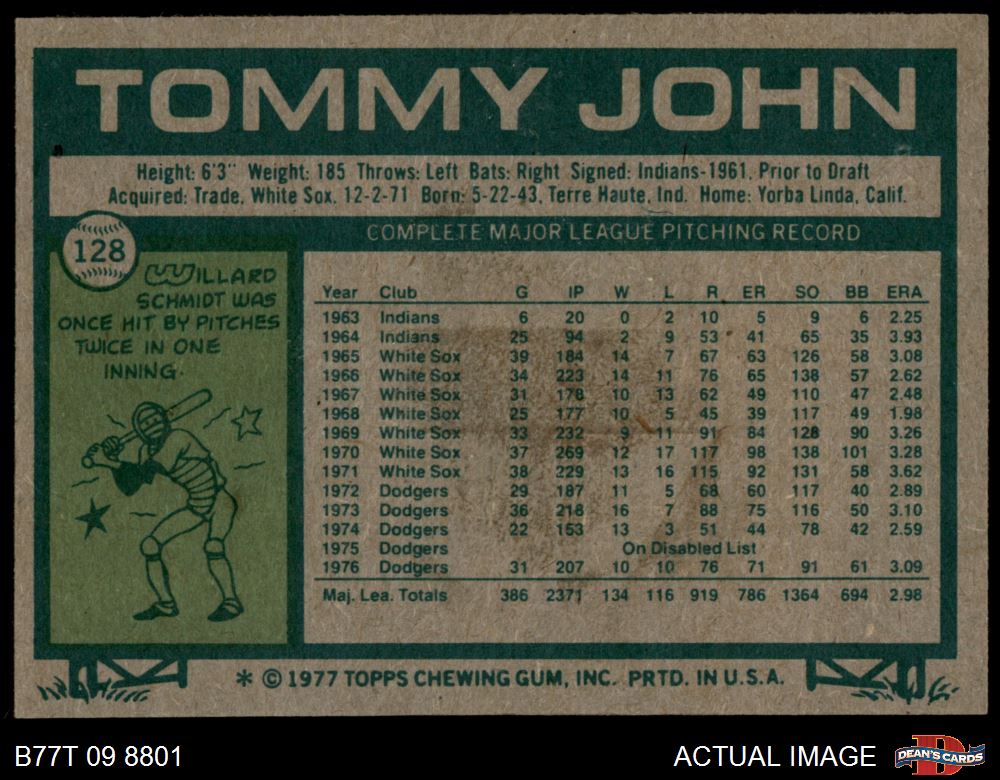 TOMMY JOHN
Height: 6'3" Weight: 185 Throws: Left Bats: Right Signed: Indians-1961, Prior to Draft
Acquired: Trade, White Sox, 12-2-71 Born: 5-22-43, Terre Haute, Ind. Home: Yorba Linda, Calif.
128
WILLARD
SCHMIDT WAS
ONCE HIT BY PITCHES
TWICE IN ONE
INNING.
COMPLETE MAJOR LEAGUE PITCHING RECORD
Year Club G IP W L R ER SO BB ERA
1963 Indians 6 20 0 2 10 5 9 6 2.25
1964 Indians 25 94 2 9 53 41 65 35 3.93
1965 White Sox 39 184 14 7 67 63 126 58 3.08
1966 White Sox 34 223 14 11 76 65 138 57 2.62
1967 White Sox 31 178 10 13 62 49 110 47 2.48
1968 White Sox 25 177 10 5 45 39 117 49 1.98
1969 White Sox 33 232 9 11 91 84 128 90 3.26
1970 White Sox 37 269 12 17 117 98 138 101 3.28
1971 White Sox 38 229 13 16 115 92 131 58 3.62
1972 Dodgers 29 187 11 5 68 60 117 40 2.89
1973 Dodgers 36 218 16 7 88 75 116 50 3.10
1974 Dodgers 22 153 13 3 51 44 78 42 2.59
1975 Dodgers On Disabled List
1976 Dodgers 31 207 10 10 76 71 91 61 3.09
Maj. Lea. Totals 386 2371 134 116 919 786 1364 694 2.98
* © 1977 TOPPS CHEWING GUM, INC. PRTD. IN U.S.A.
B77T 09 8801
ACTUAL IMAGE
DEAN'S CARDS